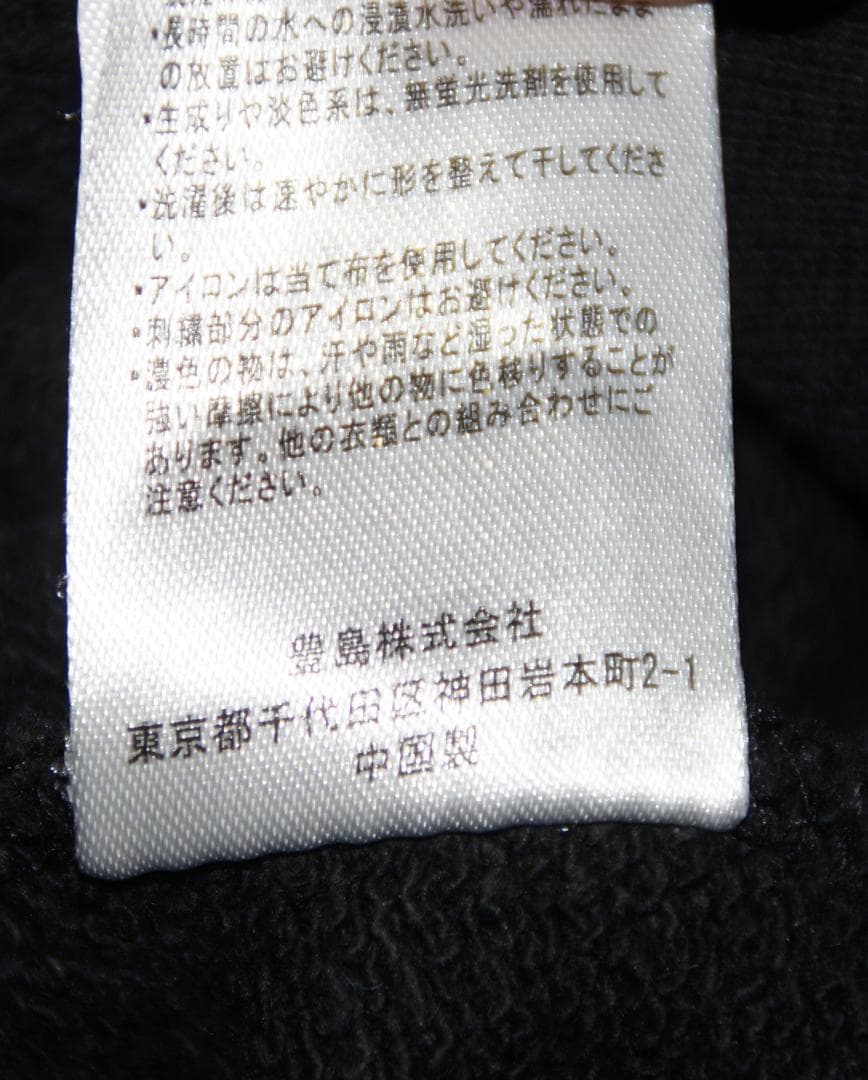 ・長時間の水への浸漬水洗いや濡れたまま
の放置はお避けください。
・生成りや淡色系は、無蛍光洗剤を使用して
ください。
・洗濯後は速やかに形を整えて干してくださ
い。
・アイロンは当て布を使用してください。
・刺繍部分のアイロンはお避けください。
・濃色の物は、汗や雨など湿った状態での
強い摩擦により他の物に色移りすることが
あります。他の衣類との組み合わせにご
注意ください。
豊島株式会社
東京都千代田区神田岩本町2-1
中国製